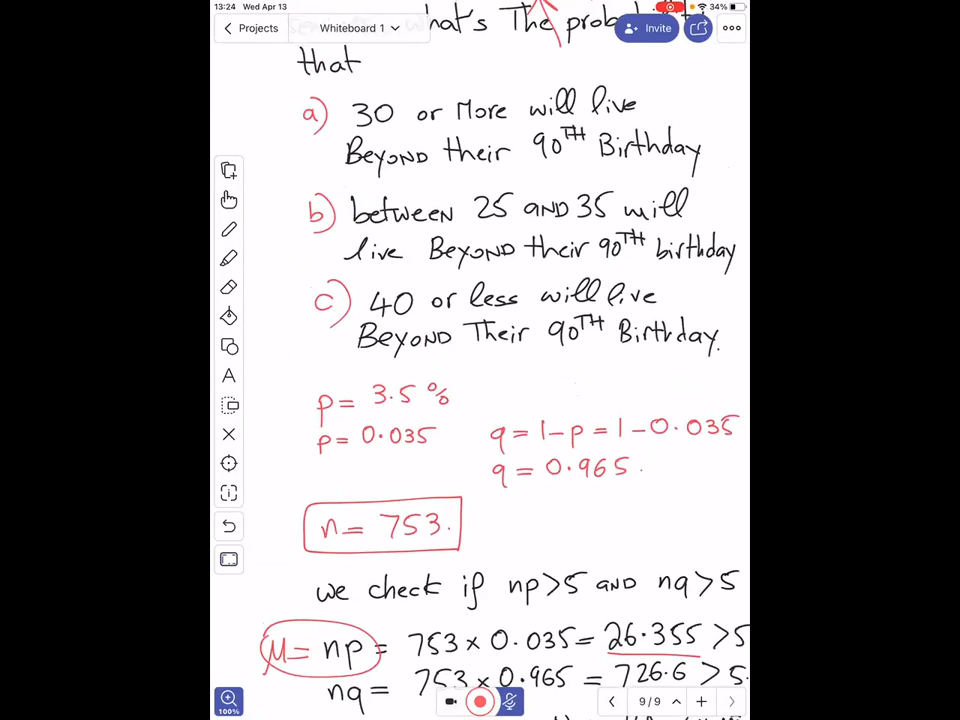 13:24 Wed Apr 13
34%
Projects
Whiteboard 1
Invite
what's The
that
a) 30 or More will live
Beyond their 90TH Birthday
b) between 25 AND 35 will
live Beyond their 90TH birthday
c) 40 or less will live
Beyond Their 90TH Birthday.
p = 3.5 %
p = 0.035
q = 1-p = 1-0.035
q = 0.965
n = 753.
we check if np>5 AND nq>5
M = np = 753 x 0.035 = 26.355 >5
nq = 753 x 0.965 = 726.6 > 5.
100%
9/9